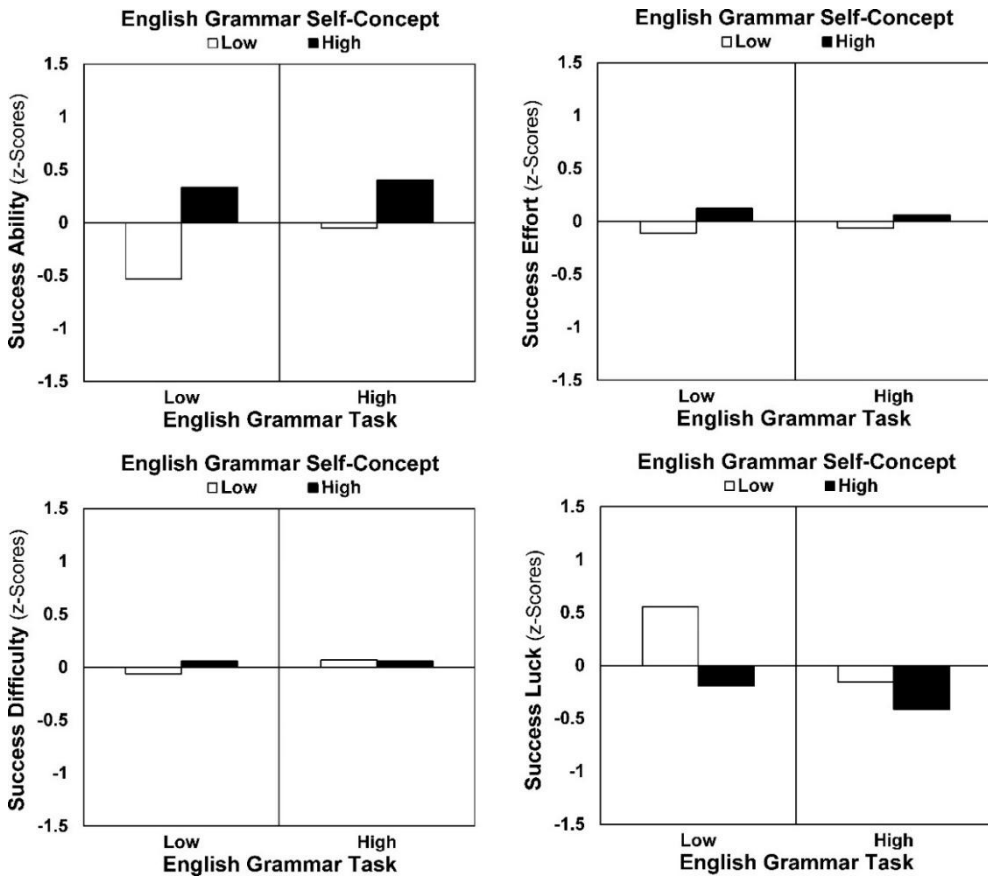 English Grammar Self-Concept
Low High
1.5
1
0.5
0
-0.5
-1
-1.5
Success Ability (z-Scores)
Low High
English Grammar Task
English Grammar Self-Concept
Low High
1.5
1
0.5
0
-0.5
-1
-1.5
Success Effort (z-Scores)
Low High
English Grammar Task
English Grammar Self-Concept
Low High
1.5
1
0.5
0
-0.5
-1
-1.5
Success Difficulty (z-Scores)
Low High
English Grammar Task
English Grammar Self-Concept
Low High
1.5
1
0.5
0
-0.5
-1
-1.5
Success Luck (z-Scores)
Low High
English Grammar Task